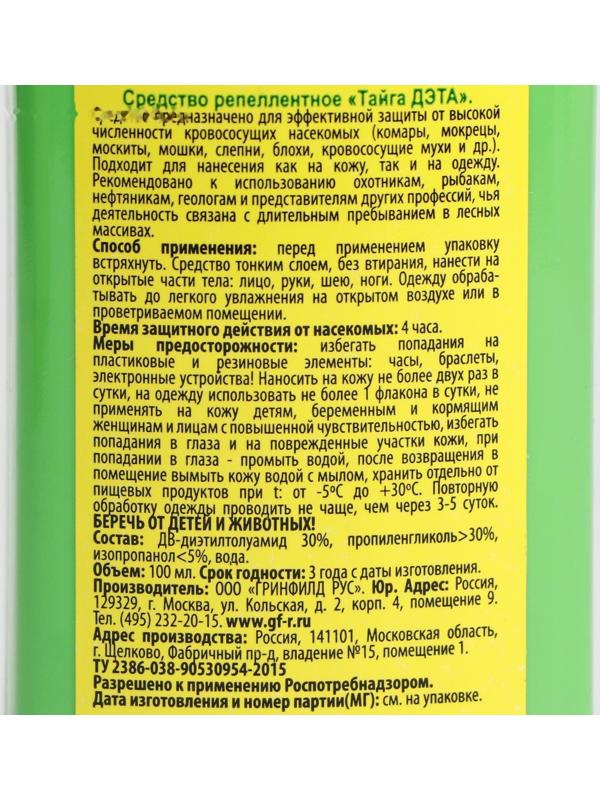 Средство репеллентное «Тайга ДЭТА».
предназначено для эффективной защиты от высокой
численности кровососущих насекомых (комары, мокрецы,
москиты, мошки, слепни, блохи, кровососущие мухи и др.).
Подходит для нанесения как на кожу, так и на одежду.
Рекомендовано к использованию охотникам, рыбакам,
нефтяникам, геологам и представителям других профессий, чья
деятельность связана с длительным пребыванием в лесных
массивах.
Способ применения: перед применением упаковку
встряхнуть. Средство тонким слоем, без втирания, нанести на
открытые части тела: лицо, руки, шею, ноги. Одежду обраба-
тывать до легкого увлажнения на открытом воздухе или в
проветриваемом помещении.
Время защитного действия от насекомых: 4 часа.
Меры предосторожности: избегать попадания на
пластиковые и резиновые элементы: часы, браслеты,
электронные устройства! Наносить на кожу не более двух раз в
сутки, на одежду использовать не более 1 флакона в сутки, не
применять на кожу детям, беременным и кормящим
женщинам и лицам с повышенной чувствительностью, избегать
попадания в глаза и на поврежденные участки кожи, при
попадании в глаза - промыть водой, после возвращения в
помещение вымыть кожу водой с мылом, хранить отдельно от
пищевых продуктов при t: от -5ºС до +30ºС. Повторную
обработку одежды проводить не чаще, чем через 3-5 суток.
БЕРЕЧЬ ОТ ДЕТЕЙ И ЖИВОТНЫХ!
Состав: ДВ-диэтилтолуамид 30%, пропиленгликоль>30%,
изопропанол<5%, вода.
Объем: 100 мл. Срок годности: 3 года с даты изготовления.
Производитель: ООО «ГРИНФИЛД РУС». Юр. Адрес: Россия,
129329, г. Москва, ул. Кольская, д. 2, корп. 4, помещение 9.
Тел. (495) 232-20-15. www.gf-r.ru
Адрес производства: Россия, 141101, Московская область,
г. Щелково, Фабричный пр-д, владение №15, помещение 1.
ТУ 2386-038-90530954-2015
Разрешено к применению Роспотребнадзором.
Дата изготовления и номер партии(МГ): см. на упаковке.